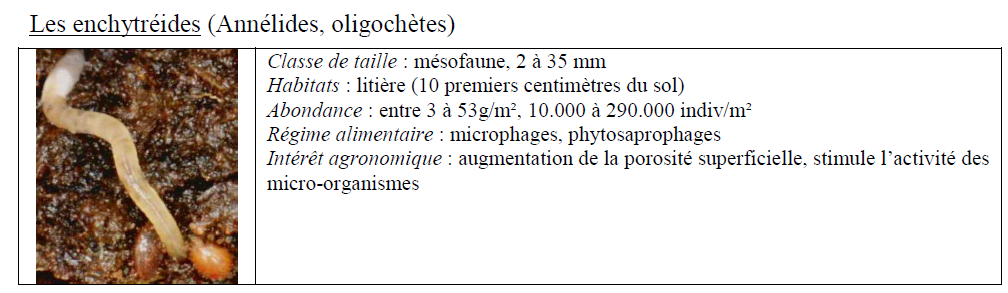 Les enchytréides (Annélides, oligochètes)
Classe de taille : mésofaune, 2 à 35 mm
Habitats : litière (10 premiers centimètres du sol)
Abondance : entre 3 à 53g/m², 10.000 à 290.000 indiv/m²
Régime alimentaire : microphages, phytosaprophages
Intérêt agronomique : augmentation de la porosité superficielle, stimule l’activité des
micro-organismes